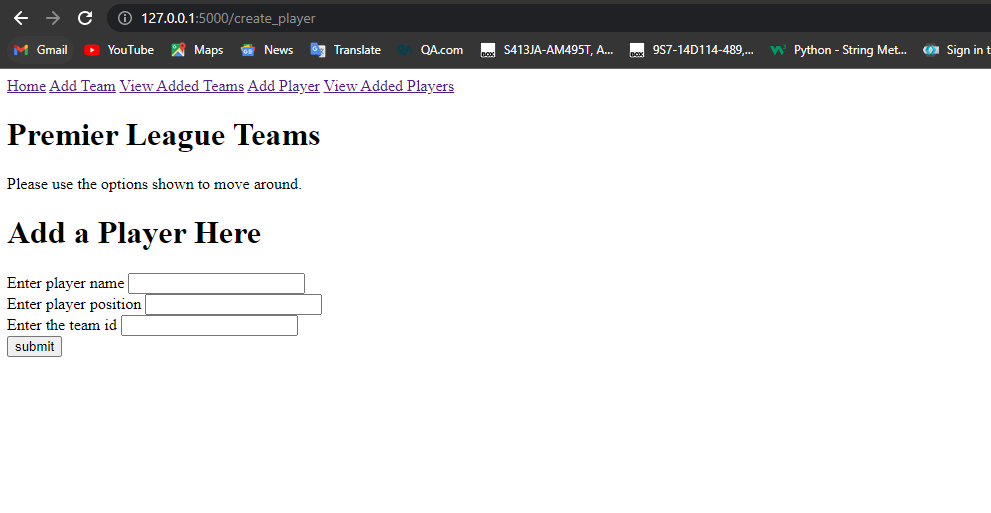 127.0.0.1:5000/create_player
Gmail YouTube Maps News Translate QA.com BOX S413JA-AM495T, A... BOX 9S7-14D114-489,... Python - String Met... Sign in t
Home Add Team View Added Teams Add Player View Added Players
Premier League Teams
Please use the options shown to move around.
Add a Player Here
Enter player name
Enter player position
Enter the team id
submit